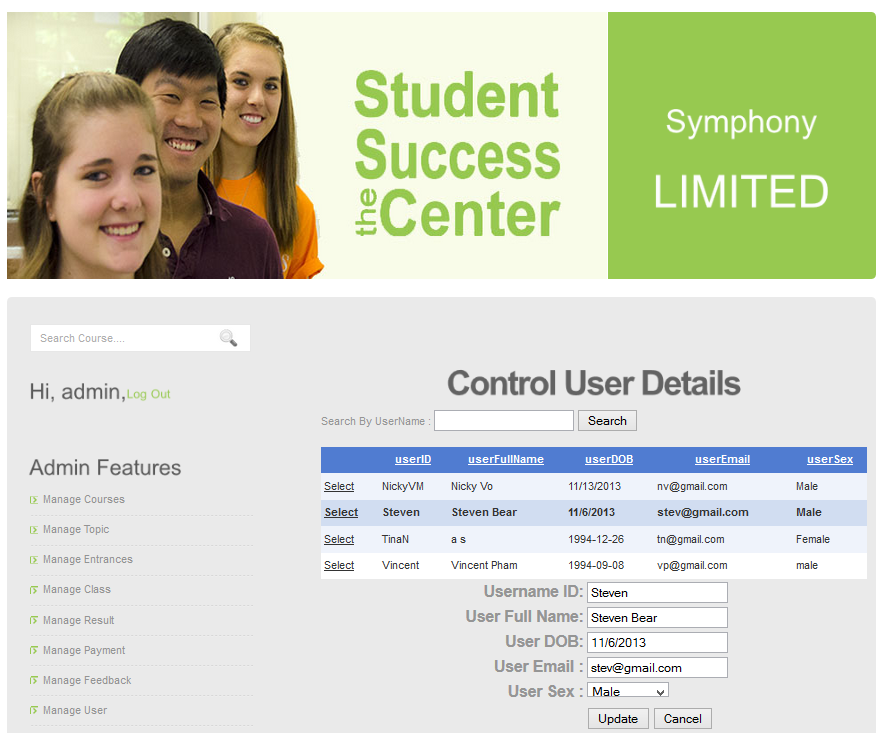 Student
Success
the Center
Symphony
LIMITED
Search Course....
Hi, admin, Log Out
Admin Features
Manage Courses
Manage Topic
Manage Entrances
Manage Class
Manage Result
Manage Payment
Manage Feedback
Manage User
Control User Details
Search By UserName : Search
userID userFullName userDOB userEmail userSex
Select NickyVM Nicky Vo 11/13/2013 nv@gmail.com Male
Select Steven Steven Bear 11/6/2013 stev@gmail.com Male
Select TinaN a s 1994-12-26 tn@gmail.com Female
Select Vincent Vincent Pham 1994-09-08 vp@gmail.com male
Username ID: Steven
User Full Name: Steven Bear
User DOB: 11/6/2013
User Email : stev@gmail.com
User Sex : Male
Update Cancel